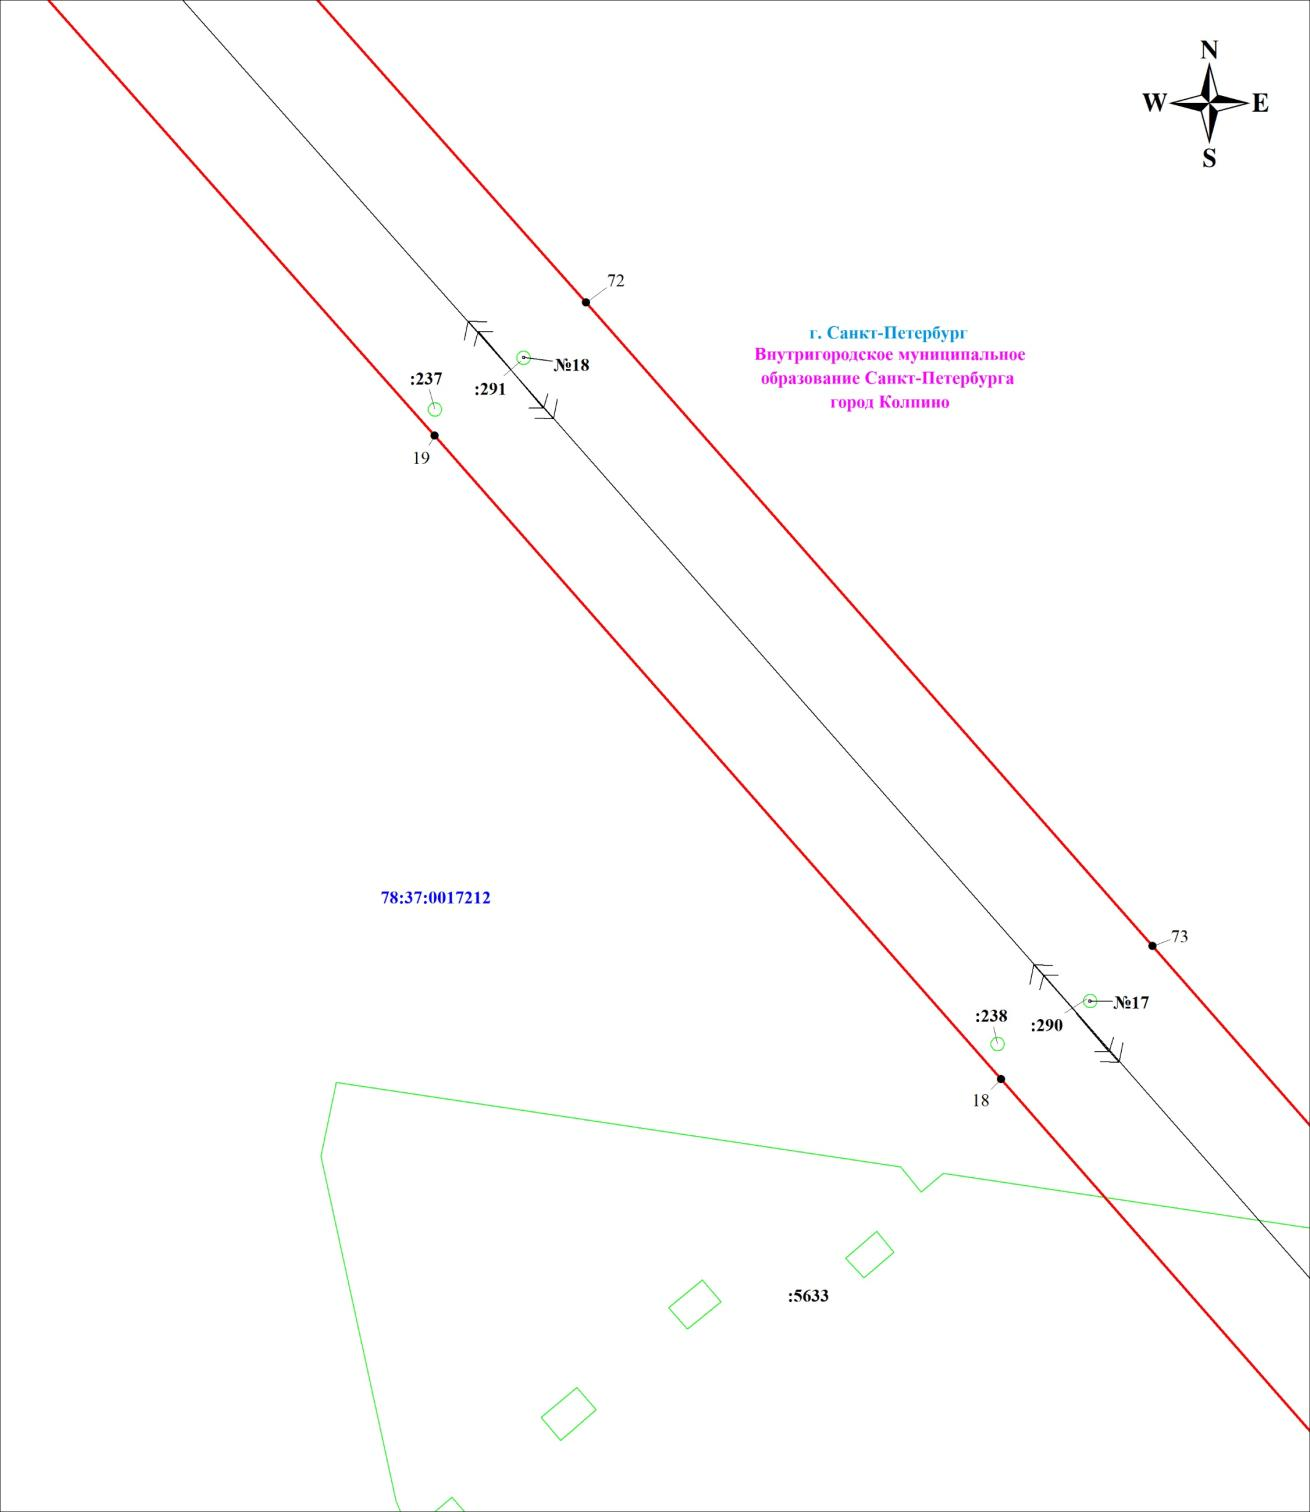 N
W E
S
72
г. Санкт-Петербург
Внутригородское муниципальное
образование Санкт-Петербурга
город Колпино
№18
:237
:291
19
78:37:0017212
73
№17
:238
:290
18
:5633